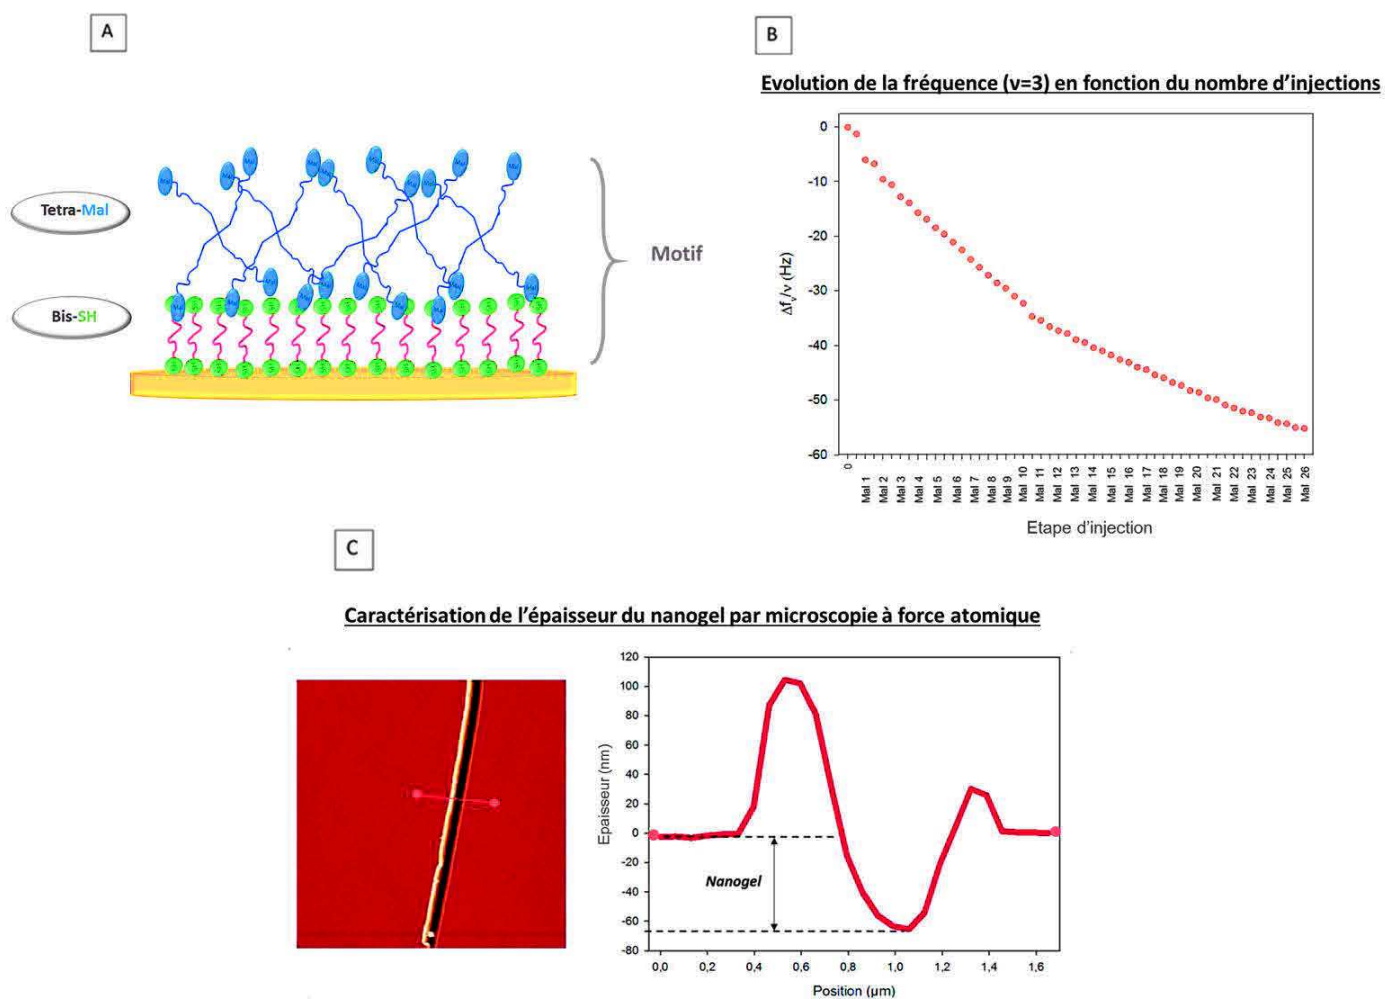 A
Tetra-Mal
Bis-SH
Motif
B
Evolution de la fréquence (ν=3) en fonction du nombre d'injections
0
-10
-20
-30
-40
-50
-60
Δfᵥ/ν (Hz)
0
Mal 1
Mal 2
Mal 3
Mal 4
Mal 5
Mal 6
Mal 7
Mal 8
Mal 9
Mal 10
Mal 11
Mal 12
Mal 13
Mal 14
Mal 15
Mal 16
Mal 17
Mal 18
Mal 19
Mal 20
Mal 21
Mal 22
Mal 23
Mal 24
Mal 25
Mal 26
Etape d'injection
C
Caractérisation de l'épaisseur du nanogel par microscopie à force atomique
120
100
80
60
40
20
0
-20
-40
-60
-80
Epaisseur (nm)
Nanogel
0,0 0,2 0,4 0,6 0,8 1,0 1,2 1,4 1,6
Position (µm)